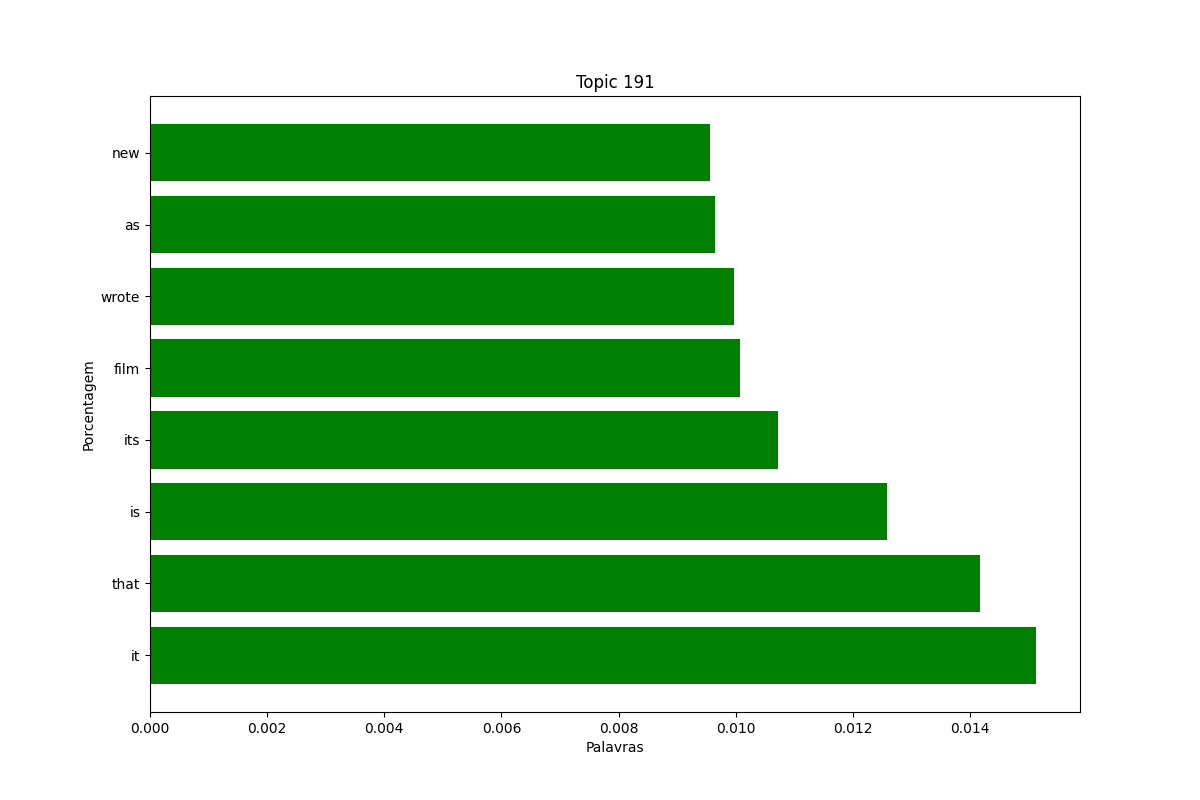 Topic 191
new
as
wrote
film
its
is
that
it
Porcentagem
0.000 0.002 0.004 0.006 0.008 0.010 0.012 0.014
Palavras